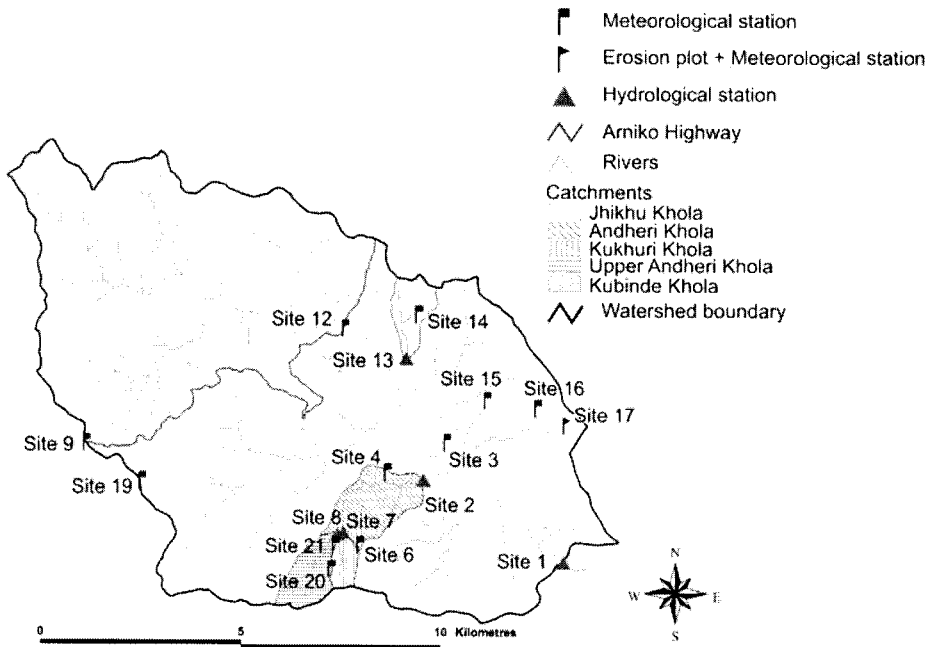 Meteorological station
Erosion plot + Meteorological station
Hydrological station
Arniko Highway
Rivers
Catchments
Jhikhu Khola
Andheri Khola
Kukhuri Khola
Upper Andheri Khola
Kubinde Khola
Watershed boundary
Site 12
Site 14
Site 13
Site 15
Site 16
Site 17
Site 9
Site 4
Site 3
Site 19
Site 2
Site 8
Site 7
Site 21
Site 6
Site 1
Site 20
N
W E
S
0 5 10 Kilometres